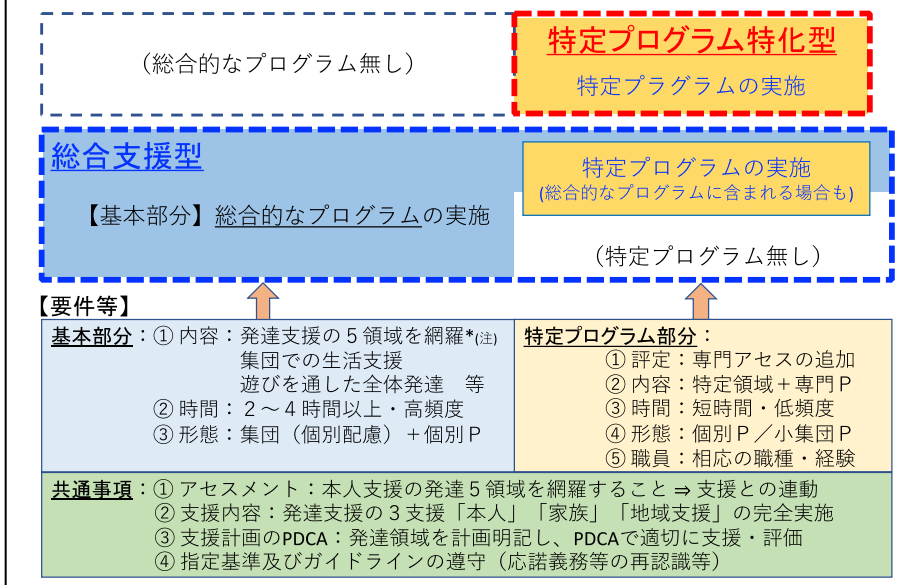 （総合的なプログラム無し）
特定プログラム特化型
特定プラグラムの実施
総合支援型
【基本部分】総合的なプログラムの実施
特定プログラムの実施
(総合的なプログラムに含まれる場合も)
（特定プログラム無し）
【要件等】
基本部分：① 内容：発達支援の５領域を網羅*(注)
集団での生活支援
遊びを通した全体発達　等
② 時間：２～４時間以上・高頻度
③ 形態：集団（個別配慮）＋個別Ｐ
特定プログラム部分：
① 評定：専門アセスの追加
② 内容：特定領域＋専門Ｐ
③ 時間：短時間・低頻度
④ 形態：個別Ｐ／小集団Ｐ
⑤ 職員：相応の職種・経験
共通事項：① アセスメント：本人支援の発達５領域を網羅すること ⇒ 支援との連動
② 支援内容：発達支援の３支援「本人」「家族」「地域支援」の完全実施
③ 支援計画のPDCA：発達領域を計画明記し、PDCAで適切に支援・評価
④ 指定基準及びガイドラインの遵守（応諾義務等の再認識等）